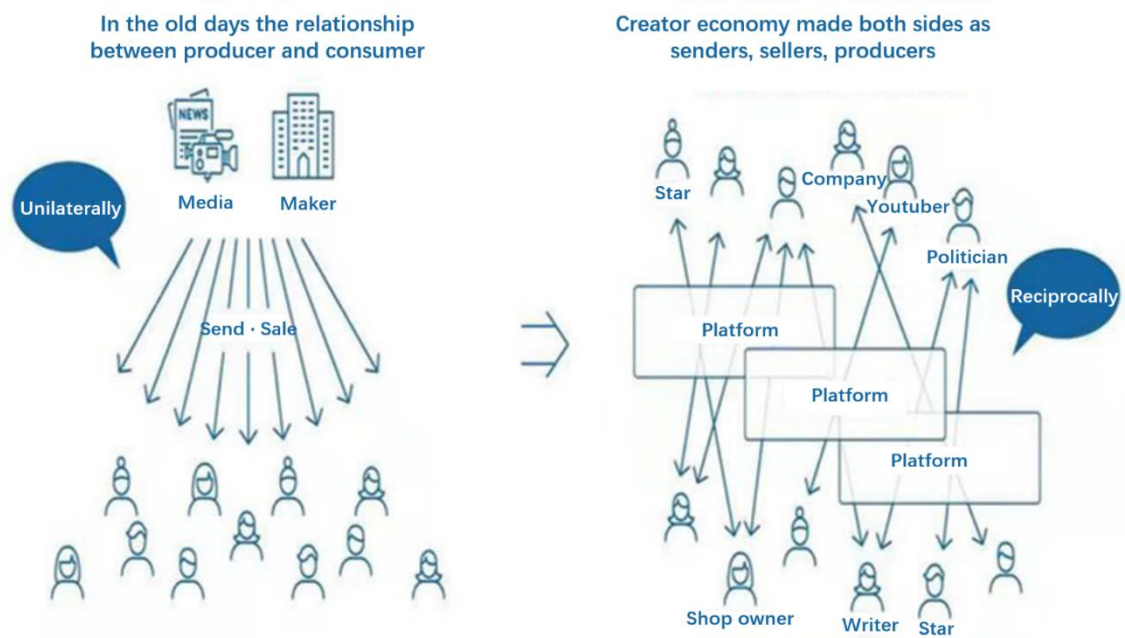 In the old days the relationship
between producer and consumer
NEWS
Media
Maker
Unilaterally
Send · Sale
Creator economy made both sides as
senders, sellers, producers
Star
Company
Youtuber
Politician
Reciprocally
Platform
Platform
Platform
Shop owner
Writer
Star